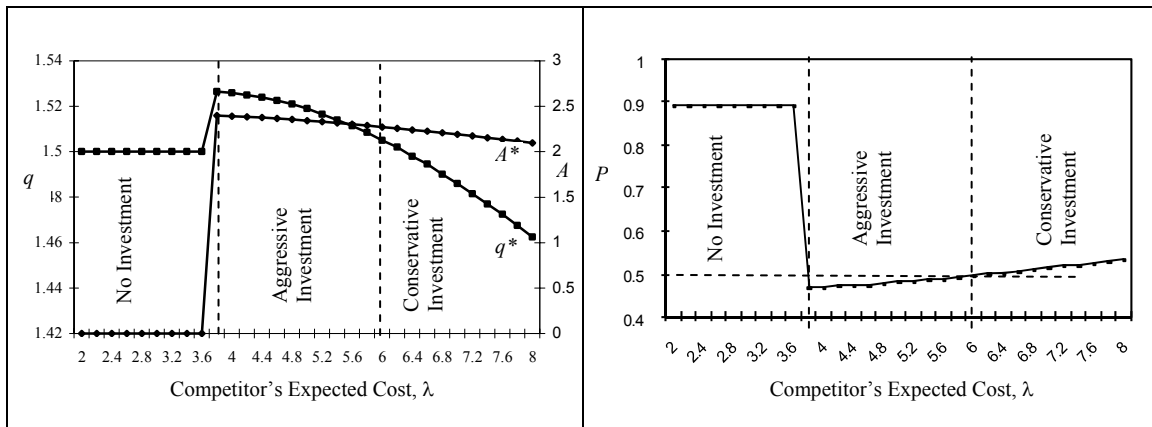 1.54
1.52
1.5
18
1.46
1.44
1.42
q
3
2.5
2
1.5
1
0.5
0
A
No Investment
Aggressive
Investment
Conservative
Investment
A*
q*
2 2.4 2.8 3.2 3.6 4 4.4 4.8 5.2 5.6 6 6.4 6.8 7.2 7.6 8
Competitor's Expected Cost, λ
1
0.9
0.8
0.7
0.6
0.5
0.4
P
No Investment
Aggressive
Investment
Conservative
Investment
2 2.4 2.8 3.2 3.6 4 4.4 4.8 5.2 5.6 6 6.4 6.8 7.2 7.6 8
Competitor's Expected Cost, λ